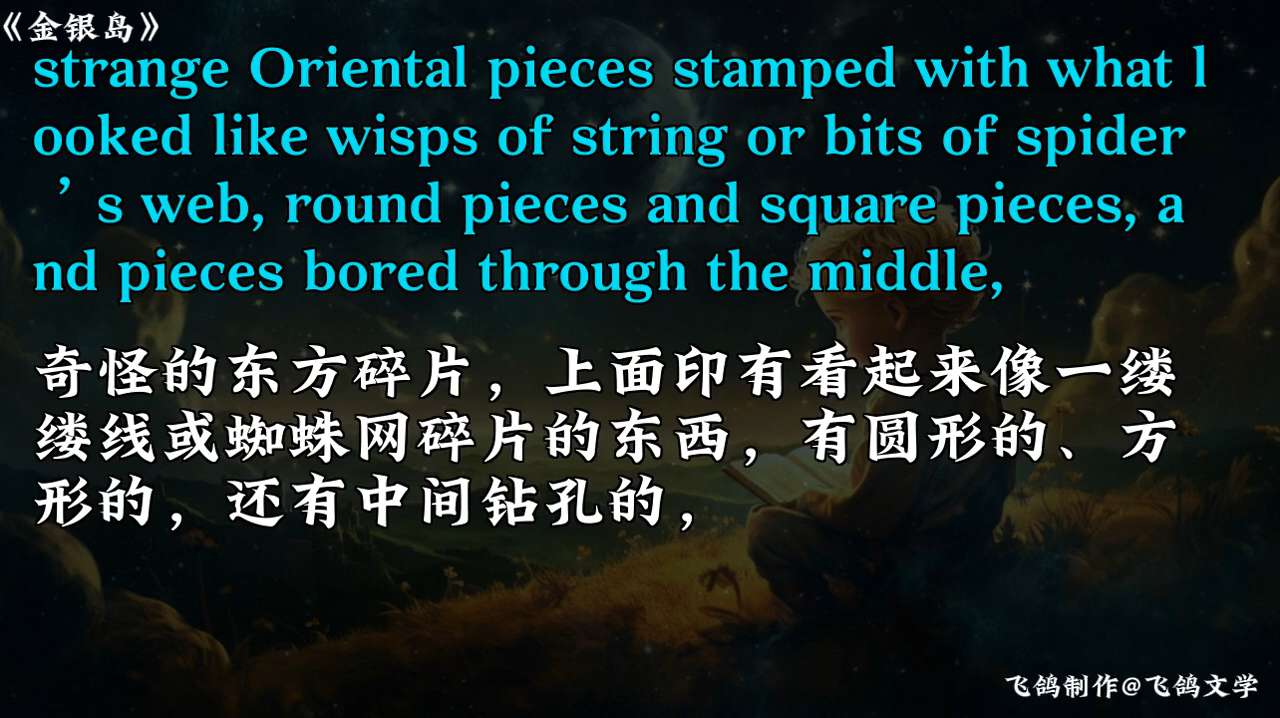 《金银岛》
strange Oriental pieces stamped with what l
ooked like wisps of string or bits of spider
’s web, round pieces and square pieces, a
nd pieces bored through the middle,
奇怪的东方碎片，上面印有看起来像一缕
缕线或蜘蛛网碎片的东西，有圆形的、方
形的，还有中间钻孔的，
飞鸽制作@飞鸽文学